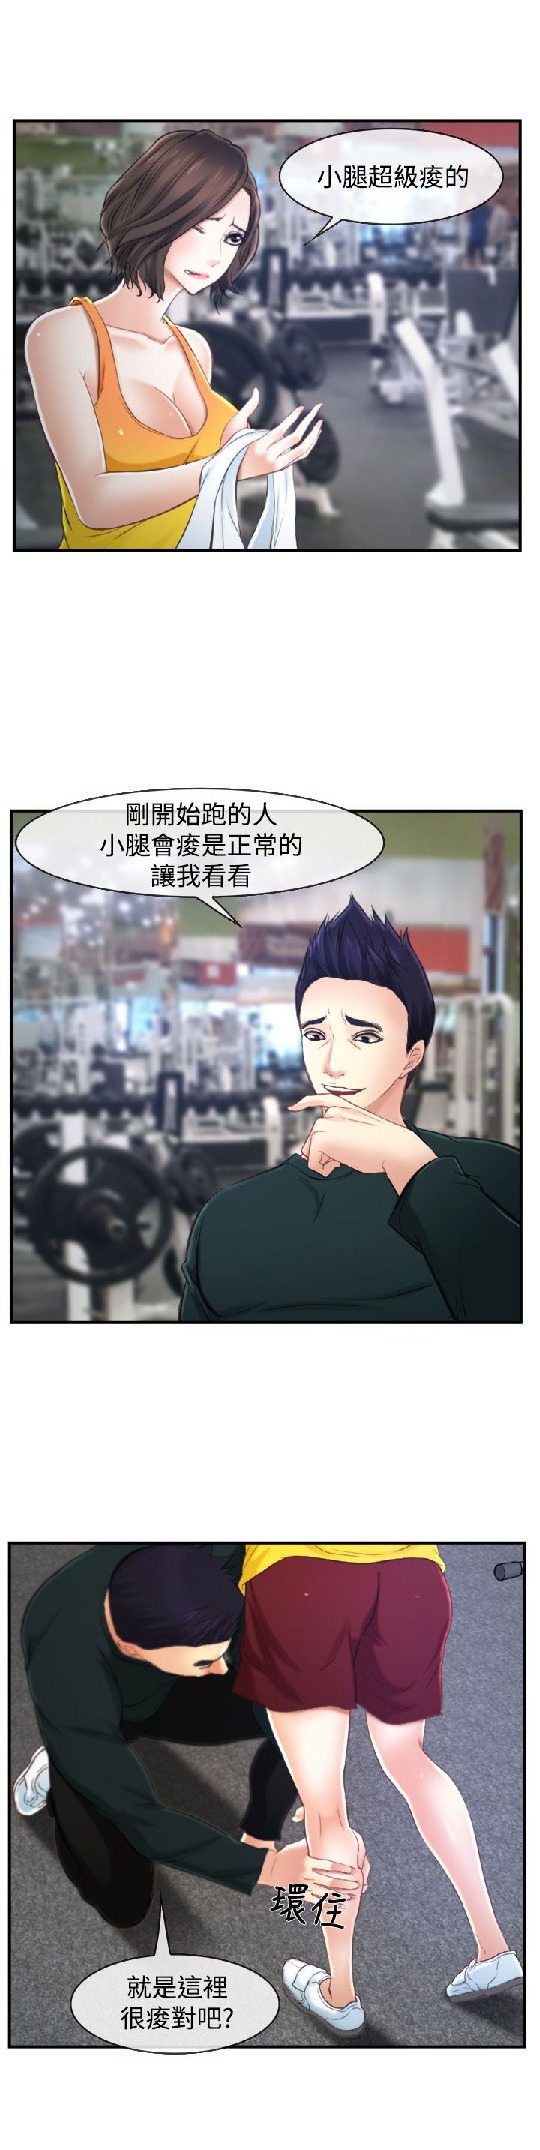 小腿超級痠的
剛開始跑的人
小腿會痠是正常的
讓我看看
環住
就是這裡
很痠對吧?